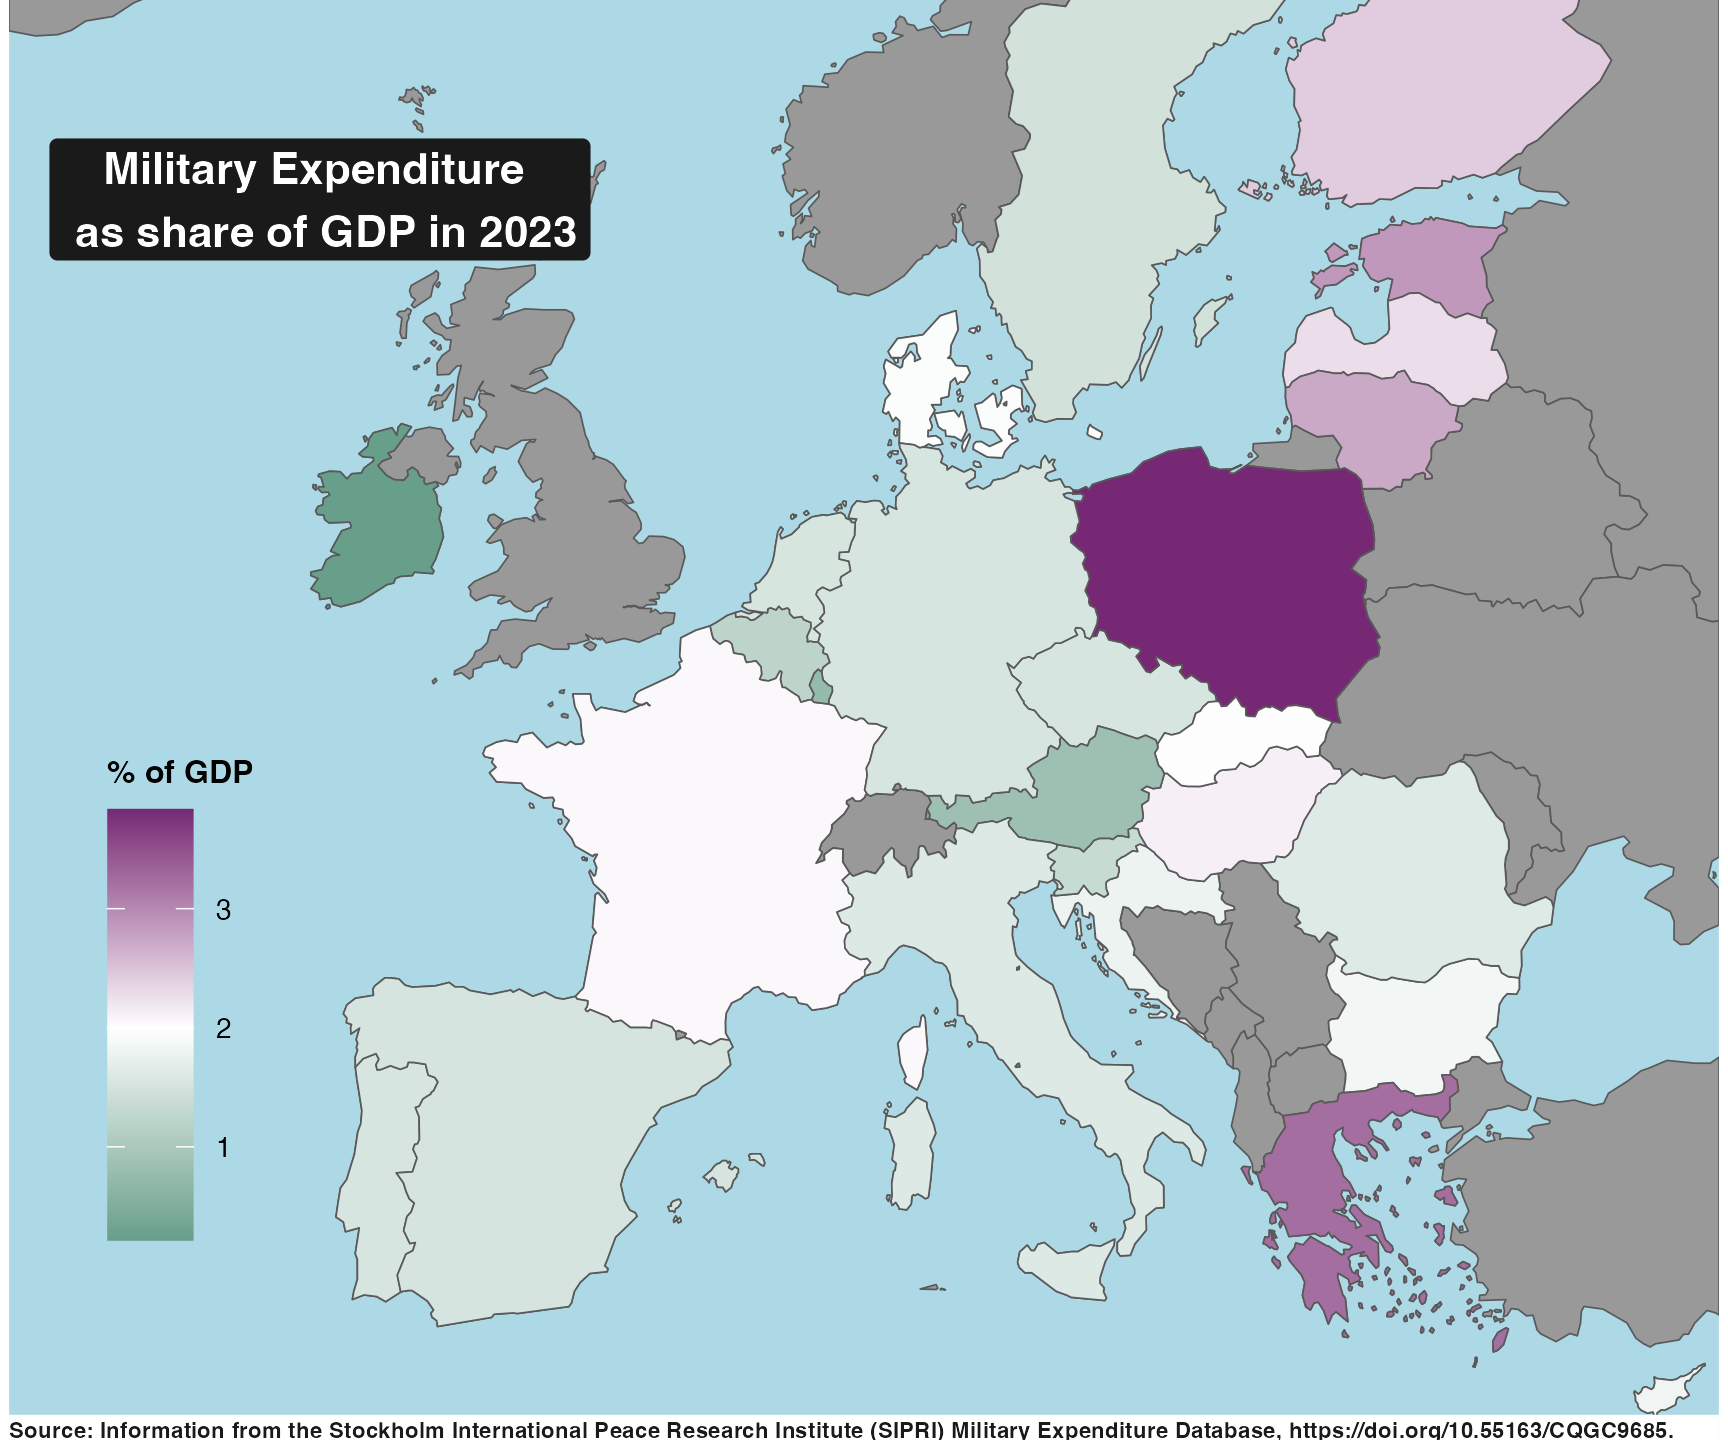 Military Expenditure
as share of GDP in 2023
% of GDP
3
2
1
Source: Information from the Stockholm International Peace Research Institute (SIPRI) Military Expenditure Database, https://doi.org/10.55163/CQGC9685.